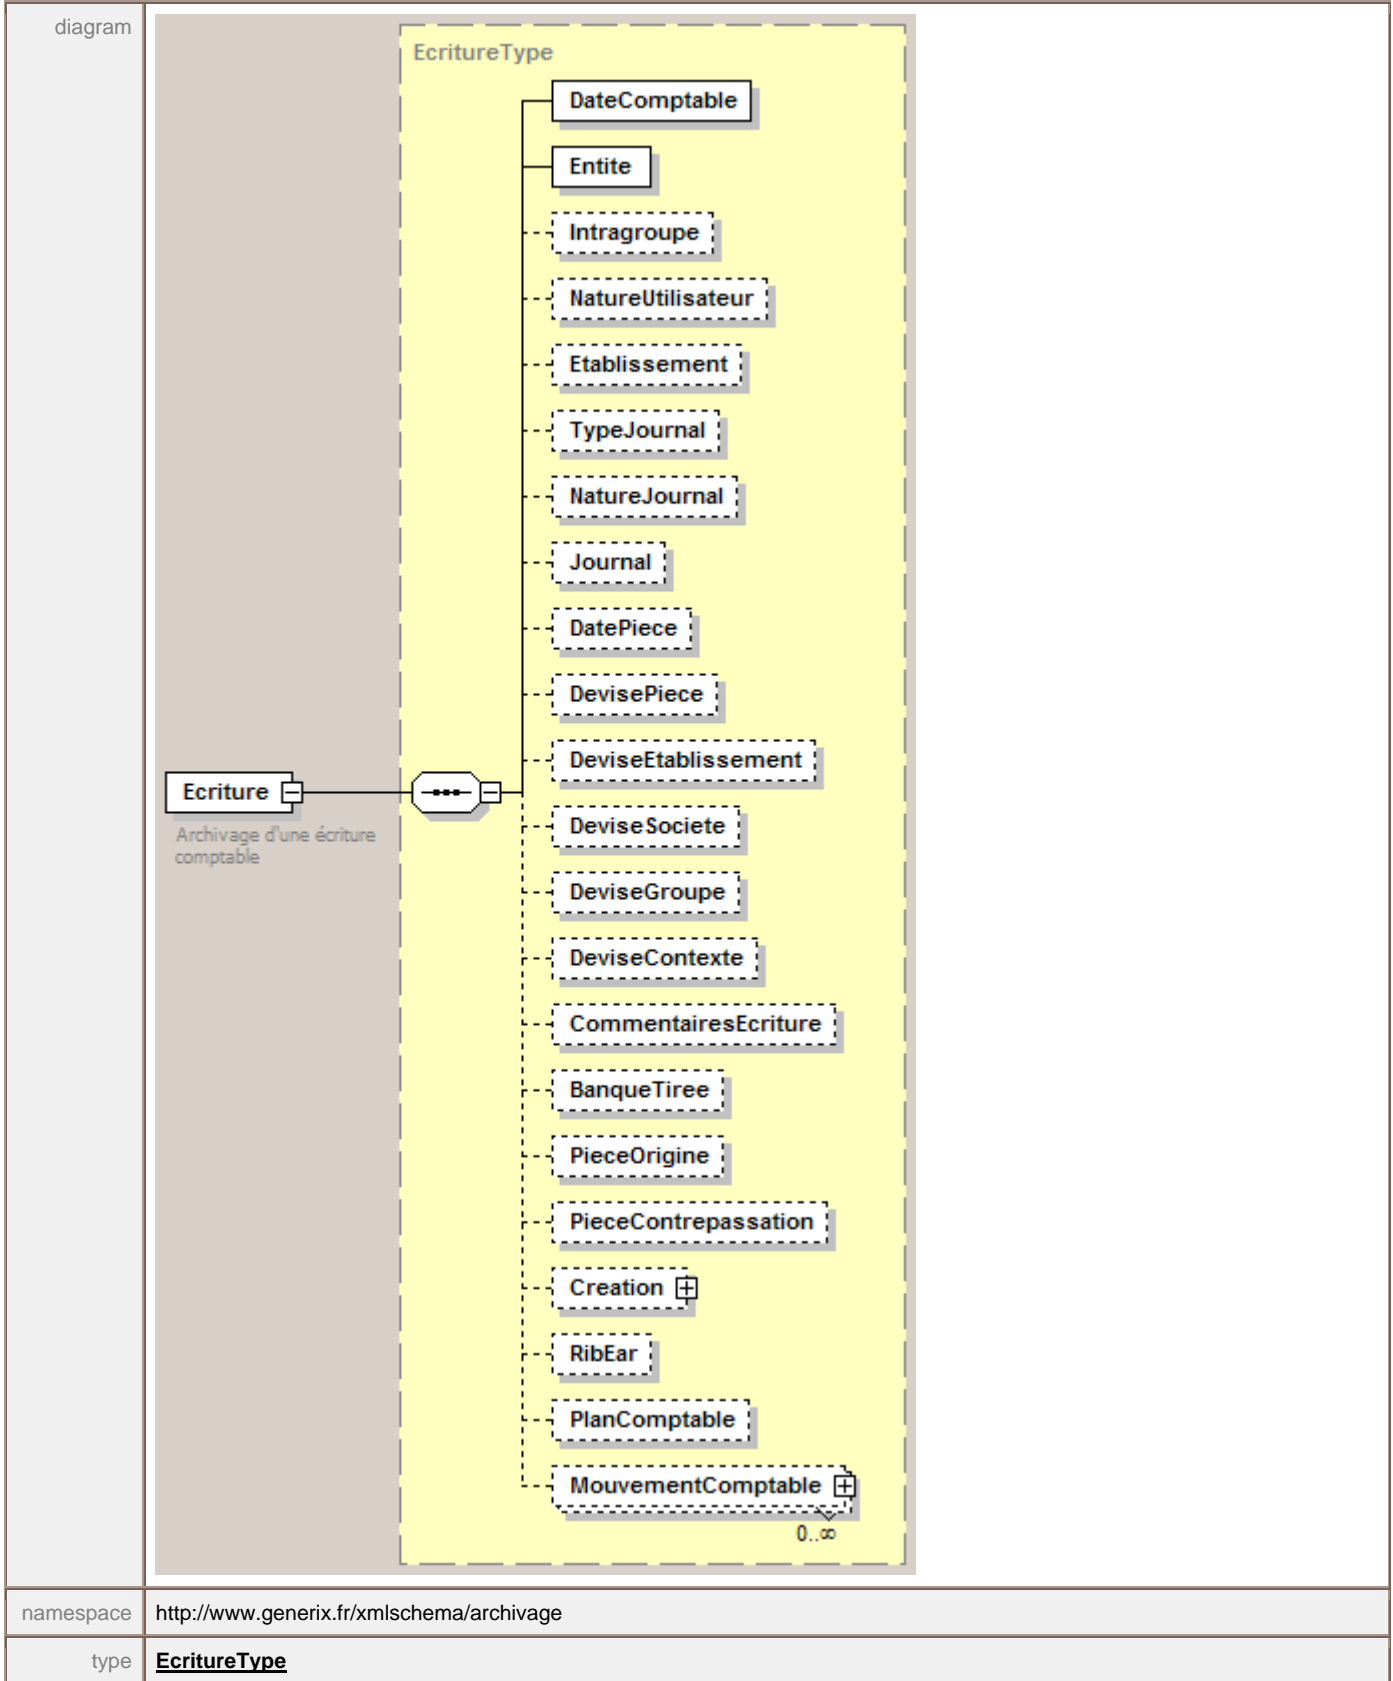 diagram
EcritureType
DateComptable
Entite
Intragroupe
NatureUtilisateur
Etablissement
TypeJournal
NatureJournal
Journal
DatePiece
DevisePiece
DeviseEtablissement
Ecriture
Archivage d'une écriture
comptable
DeviseSociete
DeviseGroupe
DeviseContexte
CommentairesEcriture
BanqueTiree
PieceOrigine
PieceContrepassation
Creation
RibEar
PlanComptable
MouvementComptable
0..∞
namespace http://www.generix.fr/xmlschema/archivage
type EcritureType